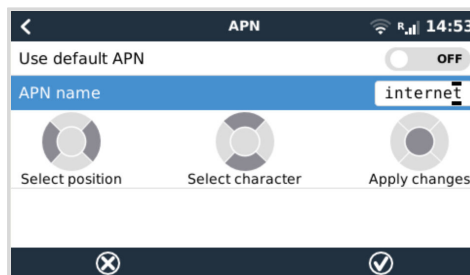 APN R 14:53
Use default APN OFF
APN name internet
Select position Select character Apply changes